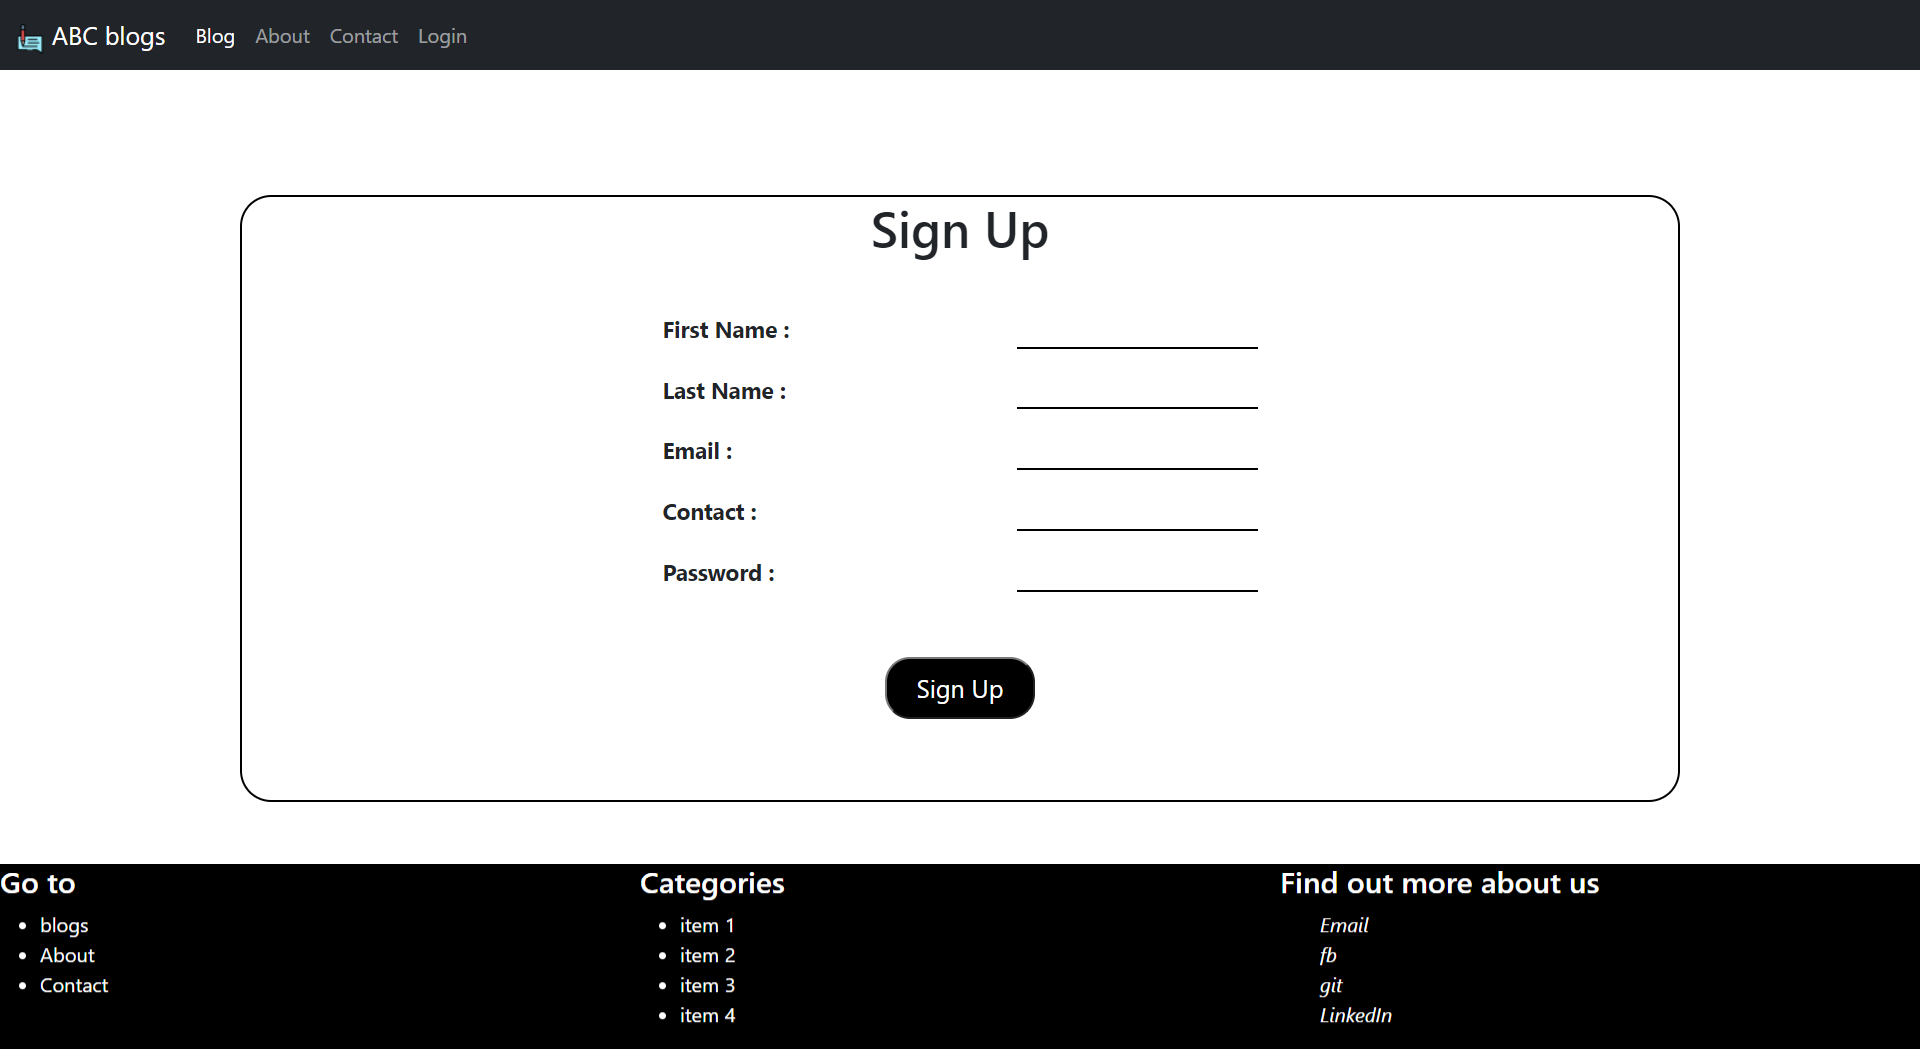 ABC blogs Blog About Contact Login
Sign Up
First Name :
Last Name :
Email :
Contact :
Password :
Sign Up
Go to
blogs
About
Contact
Categories
item 1
item 2
item 3
item 4
Find out more about us
Email
fb
git
LinkedIn